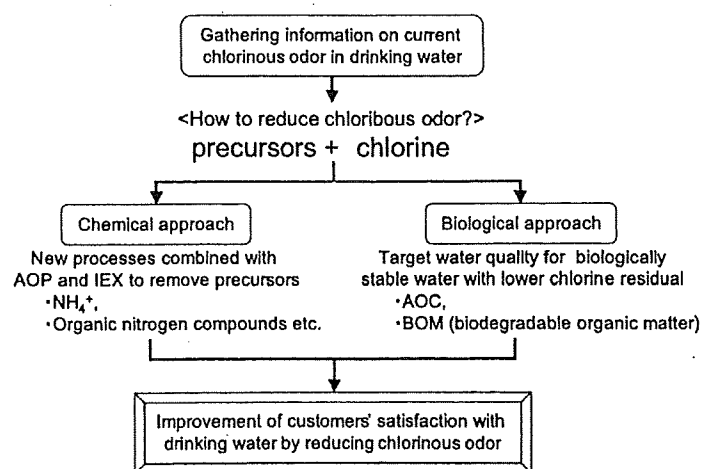 Gathering information on current
chlorinous odor in drinking water
<How to reduce chloribous odor?>
precursors + chlorine
Chemical approach
New processes combined with
AOP and IEX to remove precursors
・NH₄⁺,
・Organic nitrogen compounds etc.
Biological approach
Target water quality for biologically
stable water with lower chlorine residual
・AOC,
・BOM (biodegradable organic matter)
Improvement of customers' satisfaction with
drinking water by reducing chlorinous odor